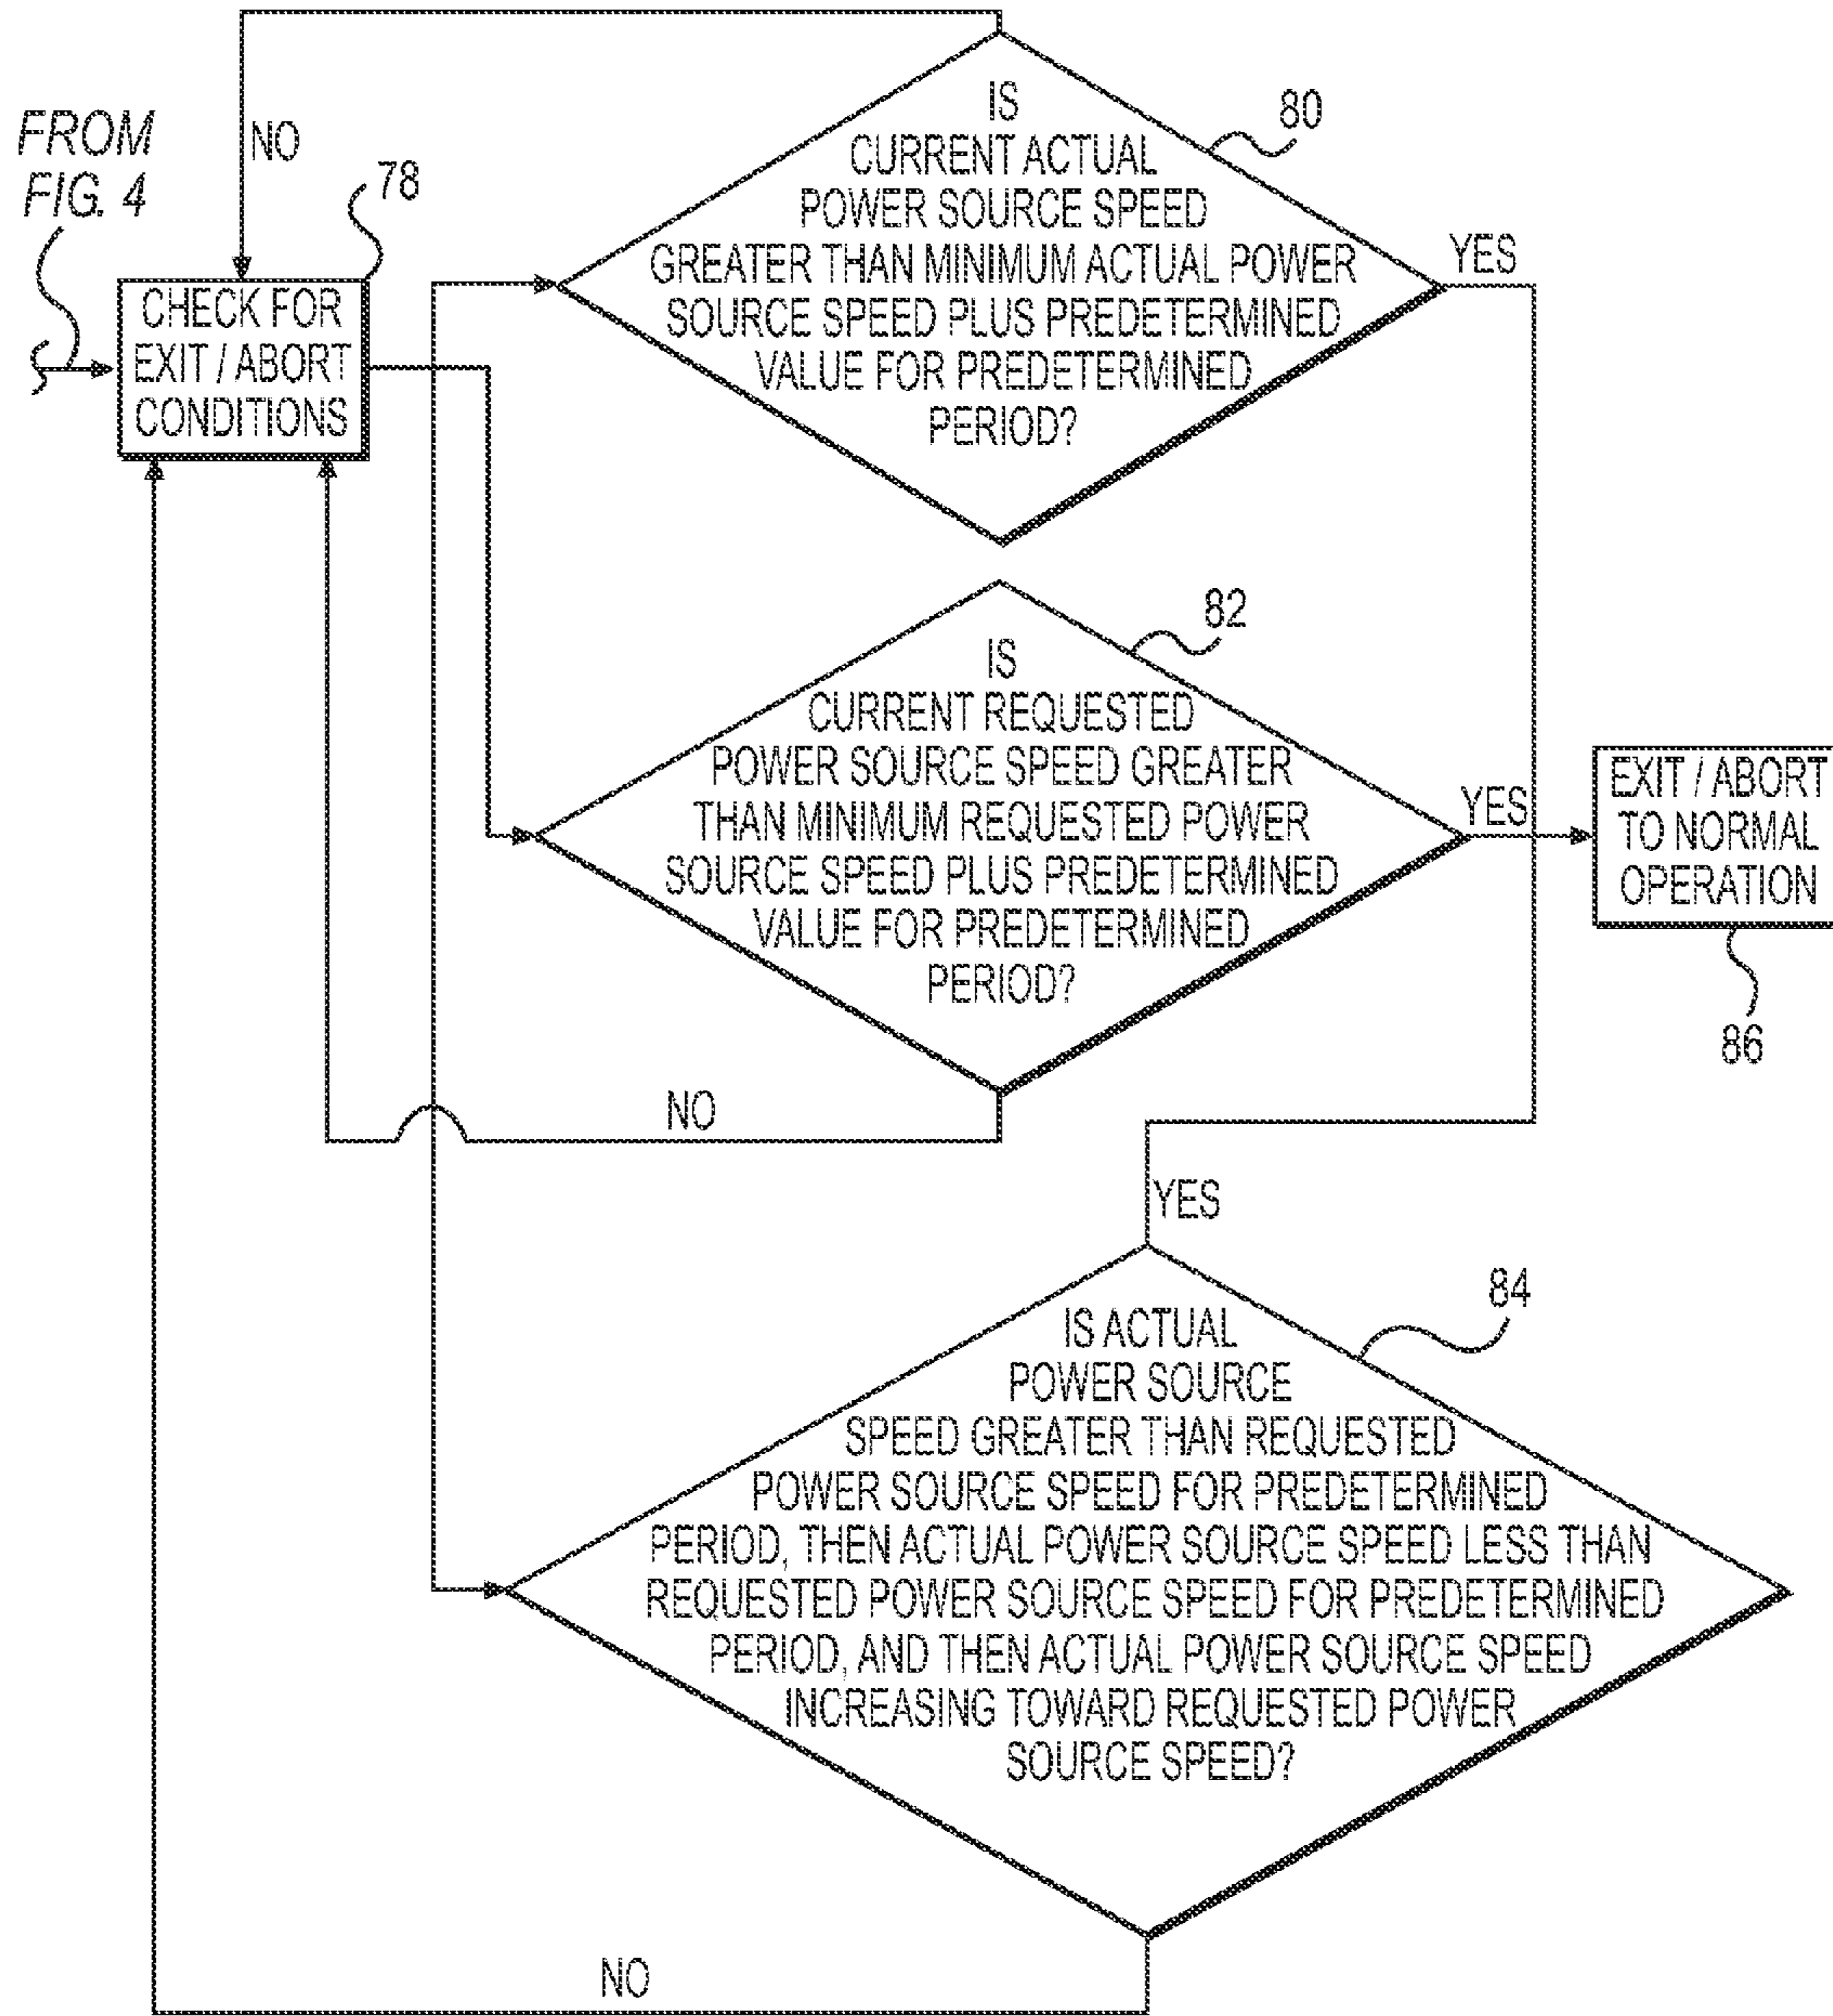 FROM
FIG. 4
NO
78
CHECK FOR
EXIT / ABORT
CONDITIONS
IS
CURRENT ACTUAL
POWER SOURCE SPEED
GREATER THAN MINIMUM ACTUAL POWER
SOURCE SPEED PLUS PREDETERMINED
VALUE FOR PREDETERMINED
PERIOD?
80
YES
IS
CURRENT REQUESTED
POWER SOURCE SPEED GREATER
THAN MINIMUM REQUESTED POWER
SOURCE SPEED PLUS PREDETERMINED
VALUE FOR PREDETERMINED
PERIOD?
82
YES
NO
EXIT / ABORT
TO NORMAL
OPERATION
86
YES
IS ACTUAL
POWER SOURCE
SPEED GREATER THAN REQUESTED
POWER SOURCE SPEED FOR PREDETERMINED
PERIOD, THEN ACTUAL POWER SOURCE SPEED LESS THAN
REQUESTED POWER SOURCE SPEED FOR PREDETERMINED
PERIOD, AND THEN ACTUAL POWER SOURCE SPEED
INCREASING TOWARD REQUESTED POWER
SOURCE SPEED?
84
NO